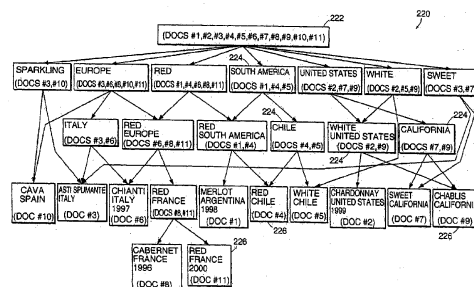 222
220
(DOCS #1,#2,#3,#4,#5,#6,#7,#8,#9,#10,#11)
224
SPARKLING
(DOCS #3,#10)
EUROPE
(DOCS #3,#6,#8,#10,#11)
RED
(DOCS #1,#4,#6,#8,#11)
SOUTH AMERICA
(DOCS #1,#4,#5)
UNITED STATES
(DOCS #2,#7,#9)
WHITE
(DOCS #2,#5,#9)
SWEET
(DOCS #3,#7
224
224
ITALY
(DOCS #3,#6)
RED
EUROPE
(DOCS #6,#8,#11)
RED
SOUTH AMERICA
(DOCS #1,#4)
CHILE
(DOCS #4,#5)
WHITE
UNITED STATES
(DOCS #2,#9)
CALIFORNIA
(DOCS #7,#9)
224
CAVA
SPAIN
(DOC #10)
ASTI SPUMANTE
ITALY
(DOC #3)
CHIANTI
ITALY
1997
(DOC #6)
RED
FRANCE
(DOCS #8,#11)
MERLOT
ARGENTINA
1998
(DOC #1)
RED
CHILE
(DOC #4)
WHITE
CHILE
(DOC #5)
CHARDONNAY
UNITED STATES
1999
(DOC #2)
SWEET
CALIFORNIA
(DOC #7)
CHABLIS
CALIFORNIA
(DOC #9)
226
226
226
CABERNET
FRANCE
1996
(DOC #8)
RED
FRANCE
2000
(DOC #11)